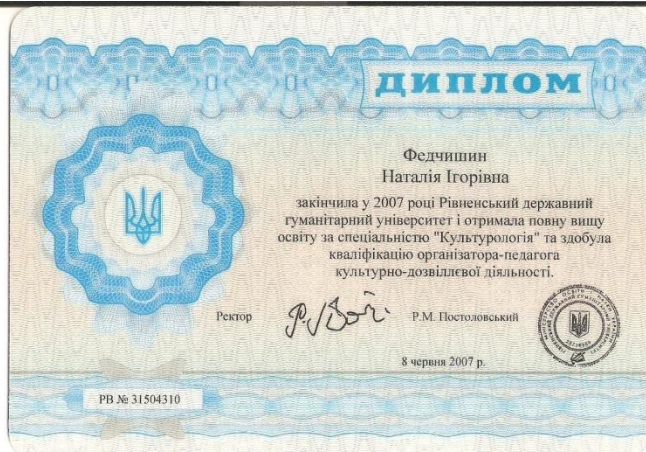 ДИПЛОМ
Федчишин
Наталія Ігорівна
закінчила у 2007 році Рівненський державний
гуманітарний університет і отримала повну вищу
освіту за спеціальністю "Культурологія" та здобула
кваліфікацію організатора-педагога
культурно-дозвіллєвої діяльності.
Ректор
Р.М. Постоловський
8 червня 2007 р.
РВ № 31504310